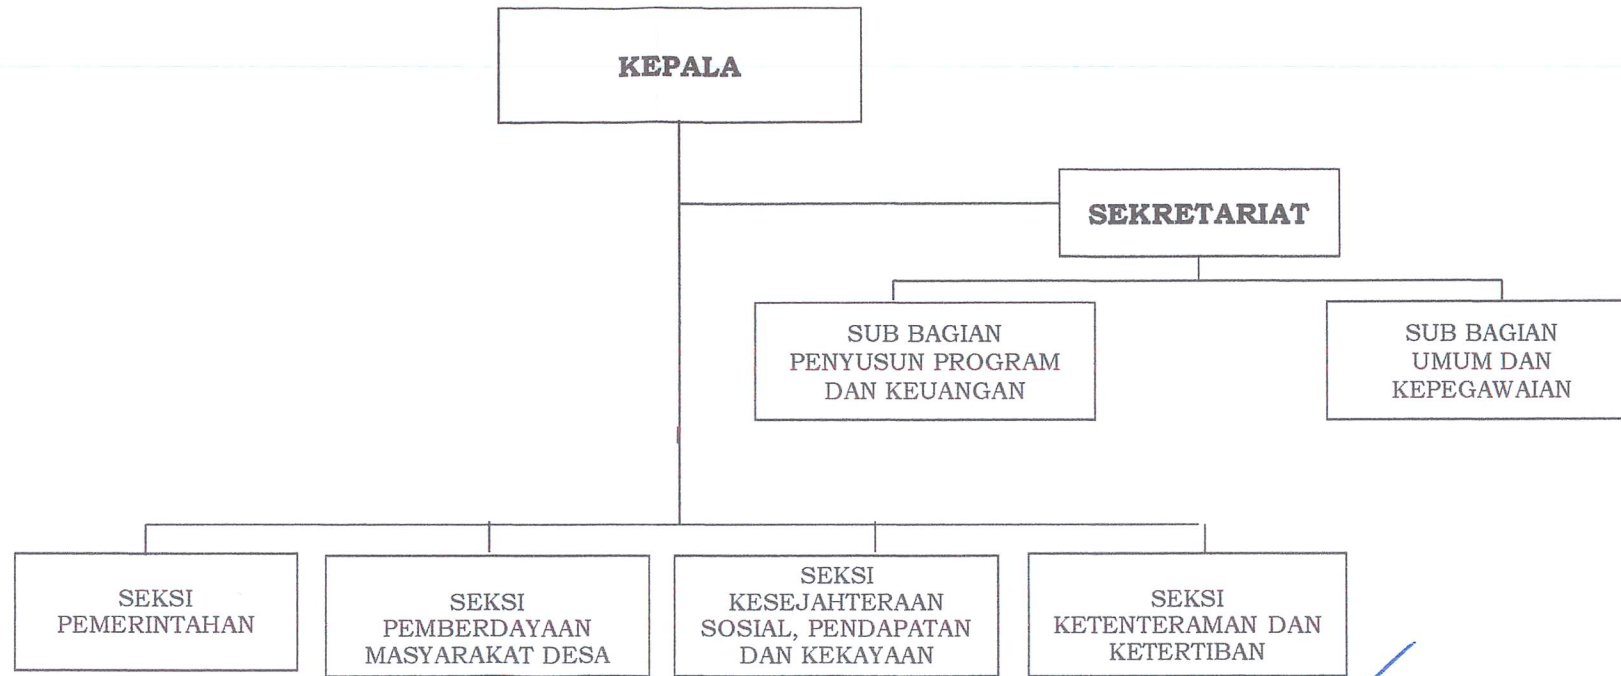 KEPALA
SEKRETARIAT
SUB BAGIAN
PENYUSUN PROGRAM
DAN KEUANGAN
SUB BAGIAN
UMUM DAN
KEPEGAWAIAN
SEKSI
PEMERINTAHAN
SEKSI
PEMBERDAYAAN
MASYARAKAT DESA
SEKSI
KESEJAHTERAAN
SOSIAL, PENDAPATAN
DAN KEKAYAAN
SEKSI
KETENTERAMAN DAN
KETERTIBAN